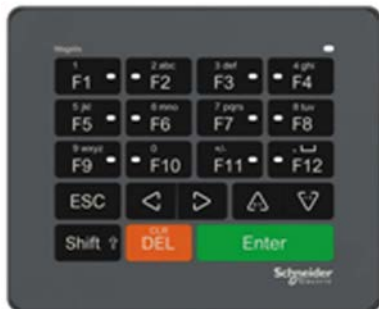 Magelis
1 2 abc 3 def 4 ghi
F1 F2 F3 F4
5 jkl 6 mno 7 pqrs 8 tuv
F5 F6 F7 F8
9 wxyz 0 +/- .
F9 F10 F11 F12
ESC
Shift ⇧ CLR DEL Enter
Schneider
Electric